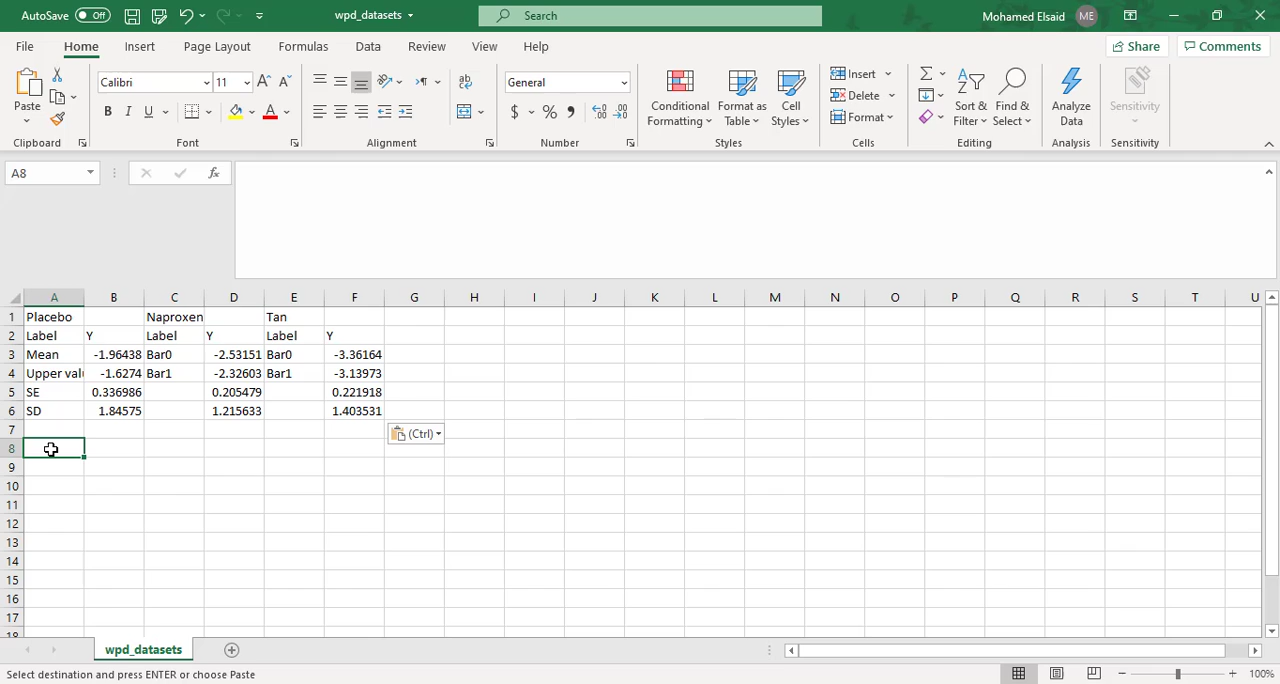 AutoSave Off wpd_datasets Search Mohamed Elsaid ME
File Home Insert Page Layout Formulas Data Review View Help Share Comments
Paste Calibri 11 General Conditional Formatting Format as Table Cell Styles Insert Delete Format Sort & Filter Find & Select Analyze Data Sensitivity
Clipboard Font Alignment Number Styles Cells Editing Analysis Sensitivity
A8 fx
A B C D E F G H I J K L M N O P Q R S T U
1 Placebo Naproxen Tan
2 Label Y Label Y Label Y
3 Mean -1.96438 Bar0 -2.53151 Bar0 -3.36164
4 Upper val -1.6274 Bar1 -2.32603 Bar1 -3.13973
5 SE 0.336986 0.205479 0.221918
6 SD 1.84575 1.215633 1.403531
7 (Ctrl)
8
9
10
11
12
13
14
15
16
17
18
wpd_datasets
Select destination and press ENTER or choose Paste 100%